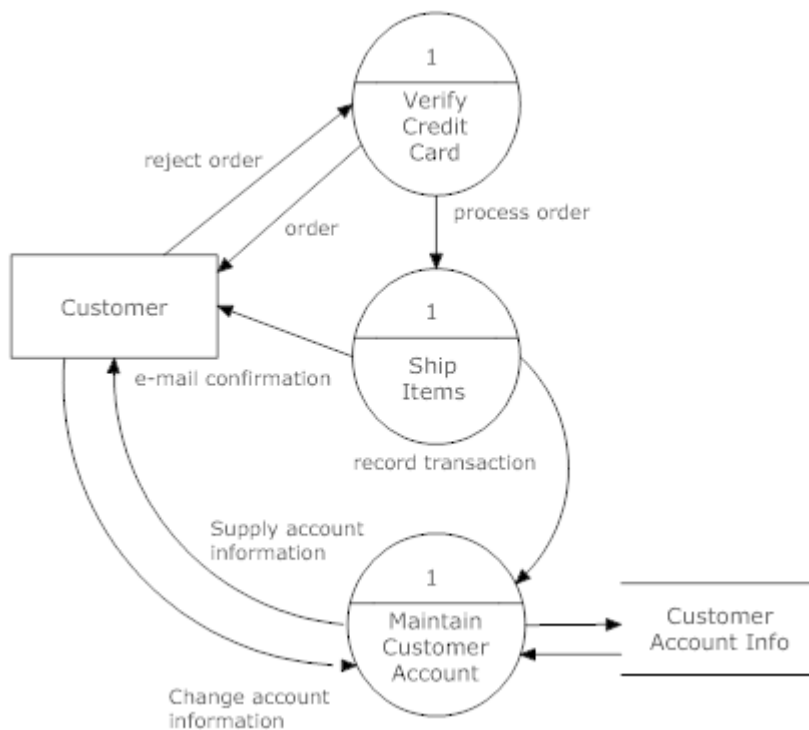 1
Verify
Credit
Card
reject order
order
process order
Customer
1
Ship
Items
e-mail confirmation
record transaction
Supply account
information
1
Maintain
Customer
Account
Customer
Account Info
Change account
information